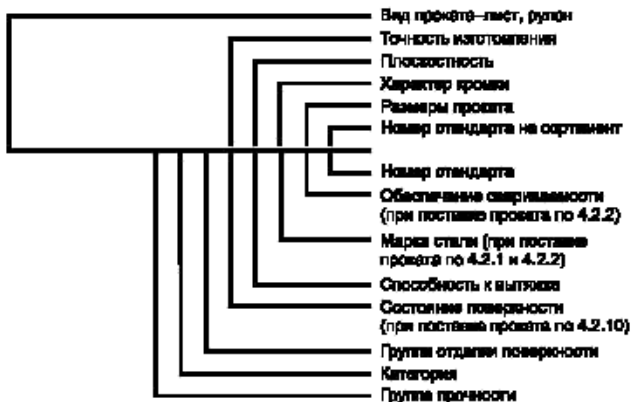 Вид проката–лист, рулон
Точность изготовления
Плоскостность
Характер кромки
Размеры проката
Номер стандарта на сортамент
Номер стандарта
Обеспечение свариваемости
(при поставке проката по 4.2.2)
Марка стали (при поставке
проката по 4.2.1 и 4.2.2)
Способность к вытяжке
Состояние поверхности
(при поставке проката по 4.2.10)
Группа отделки поверхности
Категория
Группа прочности